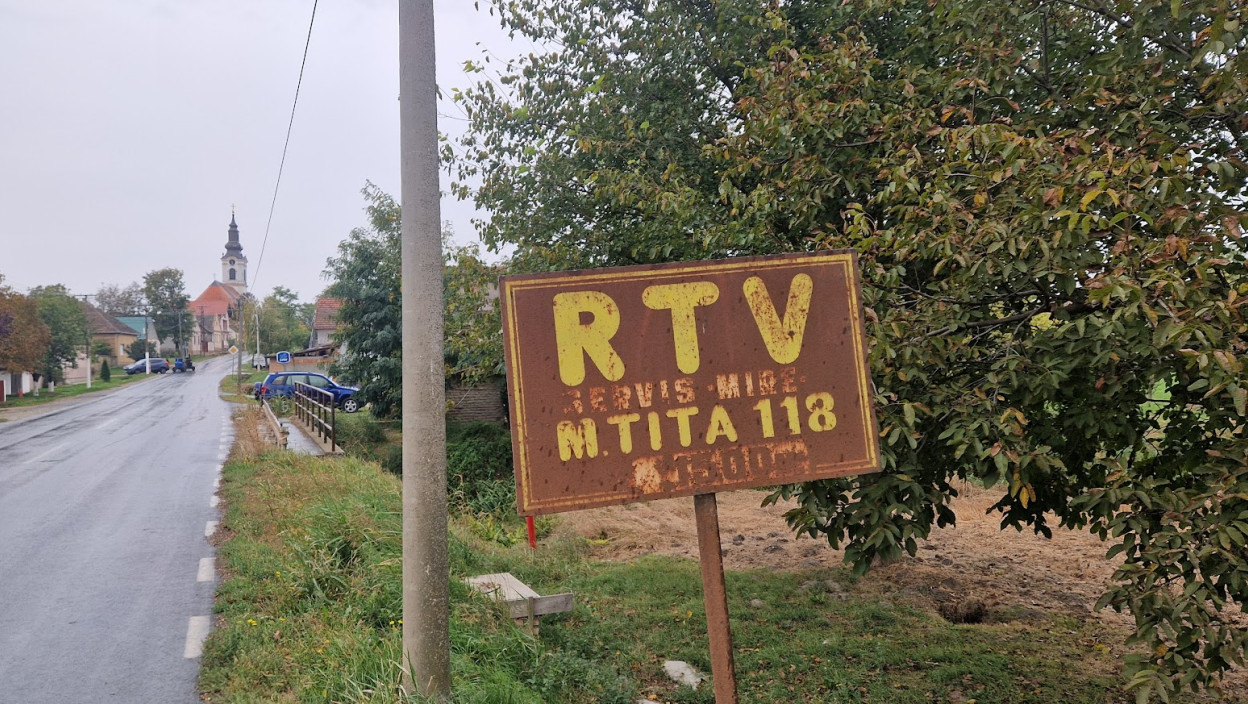 RTV
SERVIS "MIRE"
M.TITA 118